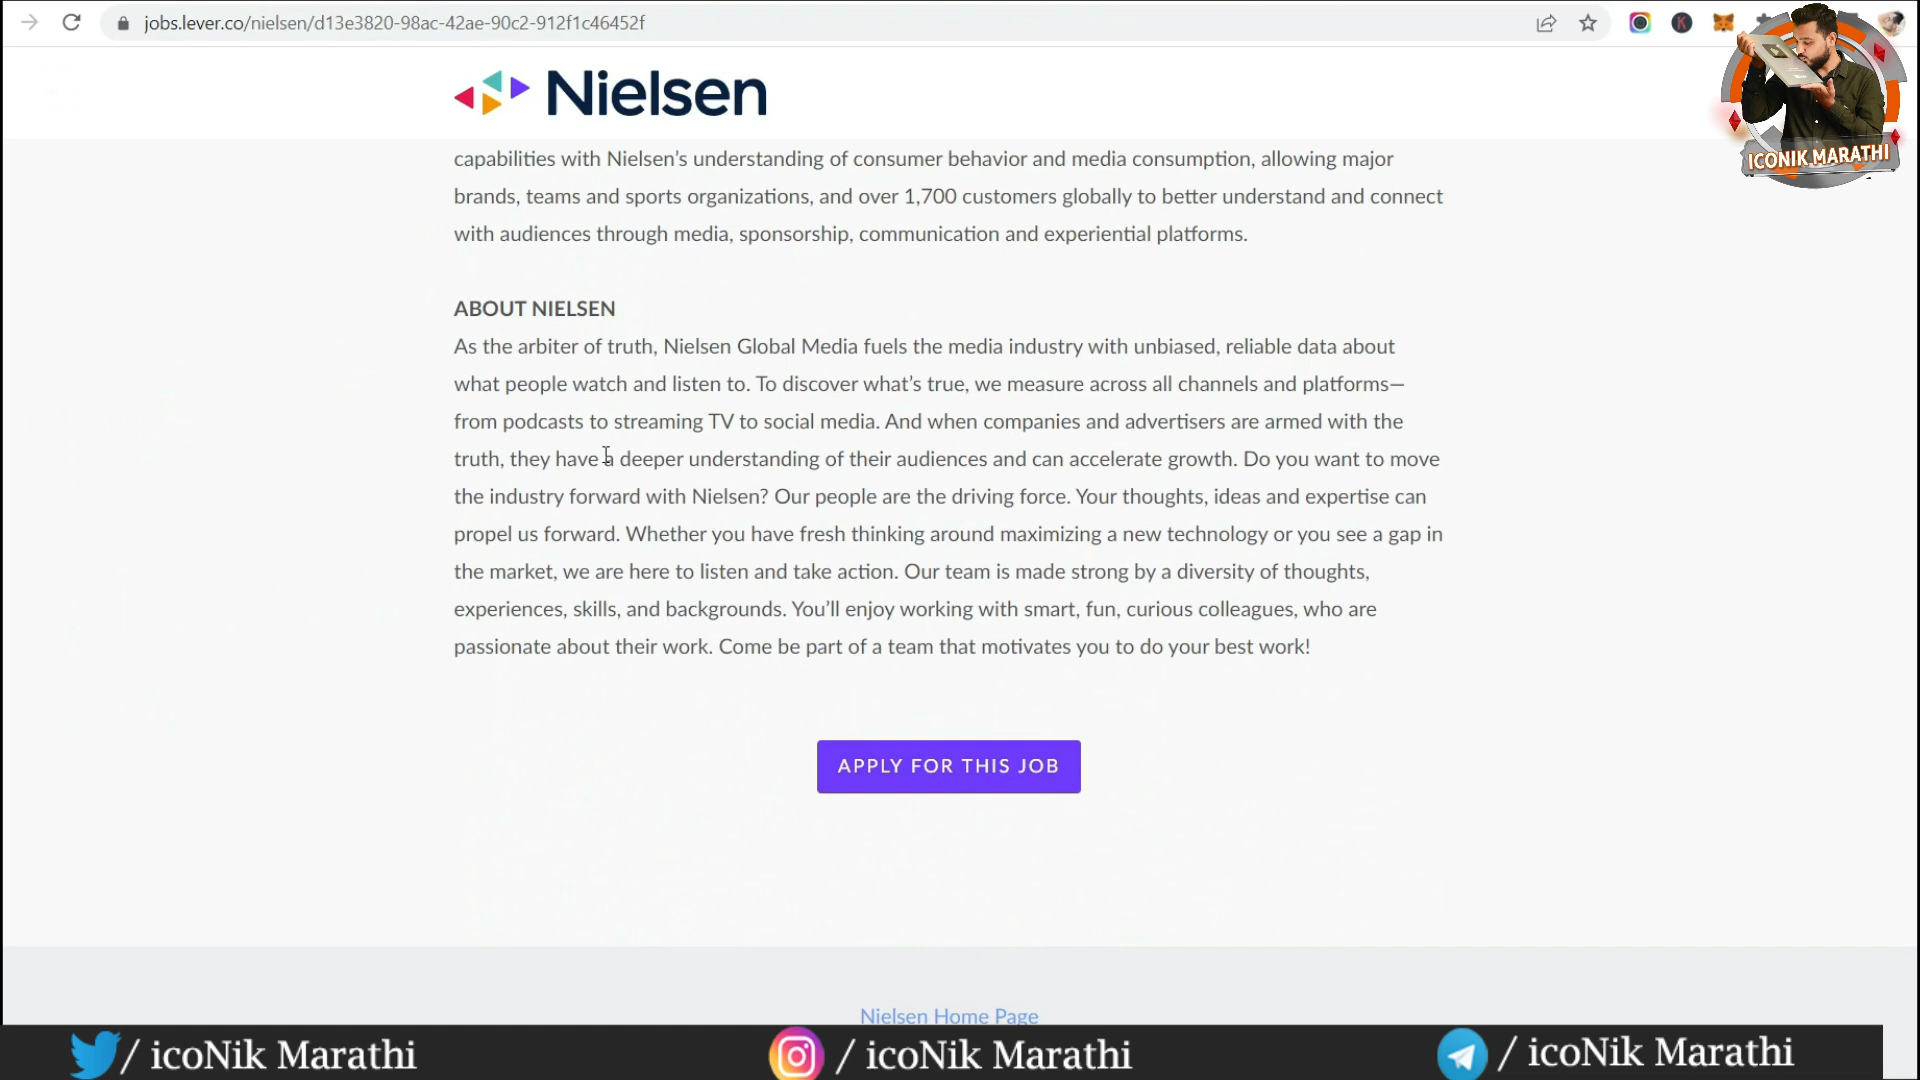 jobs.lever.co/nielsen/d13e3820-98ac-42ae-90c2-912f1c46452f
Nielsen
ICONIK MARATHI
capabilities with Nielsen’s understanding of consumer behavior and media consumption, allowing major
brands, teams and sports organizations, and over 1,700 customers globally to better understand and connect
with audiences through media, sponsorship, communication and experiential platforms.
ABOUT NIELSEN
As the arbiter of truth, Nielsen Global Media fuels the media industry with unbiased, reliable data about
what people watch and listen to. To discover what’s true, we measure across all channels and platforms—
from podcasts to streaming TV to social media. And when companies and advertisers are armed with the
truth, they have a deeper understanding of their audiences and can accelerate growth. Do you want to move
the industry forward with Nielsen? Our people are the driving force. Your thoughts, ideas and expertise can
propel us forward. Whether you have fresh thinking around maximizing a new technology or you see a gap in
the market, we are here to listen and take action. Our team is made strong by a diversity of thoughts,
experiences, skills, and backgrounds. You’ll enjoy working with smart, fun, curious colleagues, who are
passionate about their work. Come be part of a team that motivates you to do your best work!
APPLY FOR THIS JOB
Nielsen Home Page
/ icoNik Marathi
/ icoNik Marathi
/ icoNik Marathi